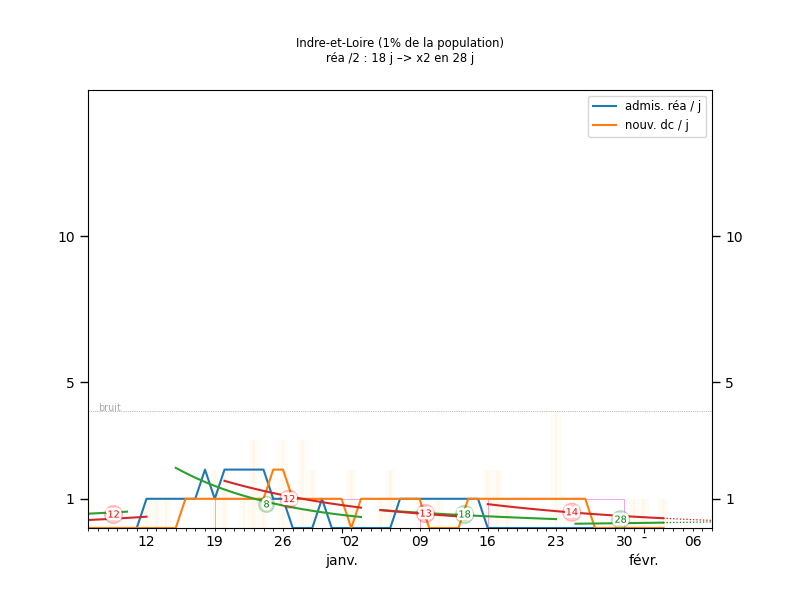 Indre-et-Loire (1% de la population)
réa /2 : 18 j –> x2 en 28 j
admis. réa / j
nouv. dc / j
10 10
5 5
bruit
1 1
12 8 12 13 18 14 28
12 19 26 02 09 16 23 30 06
janv. févr.